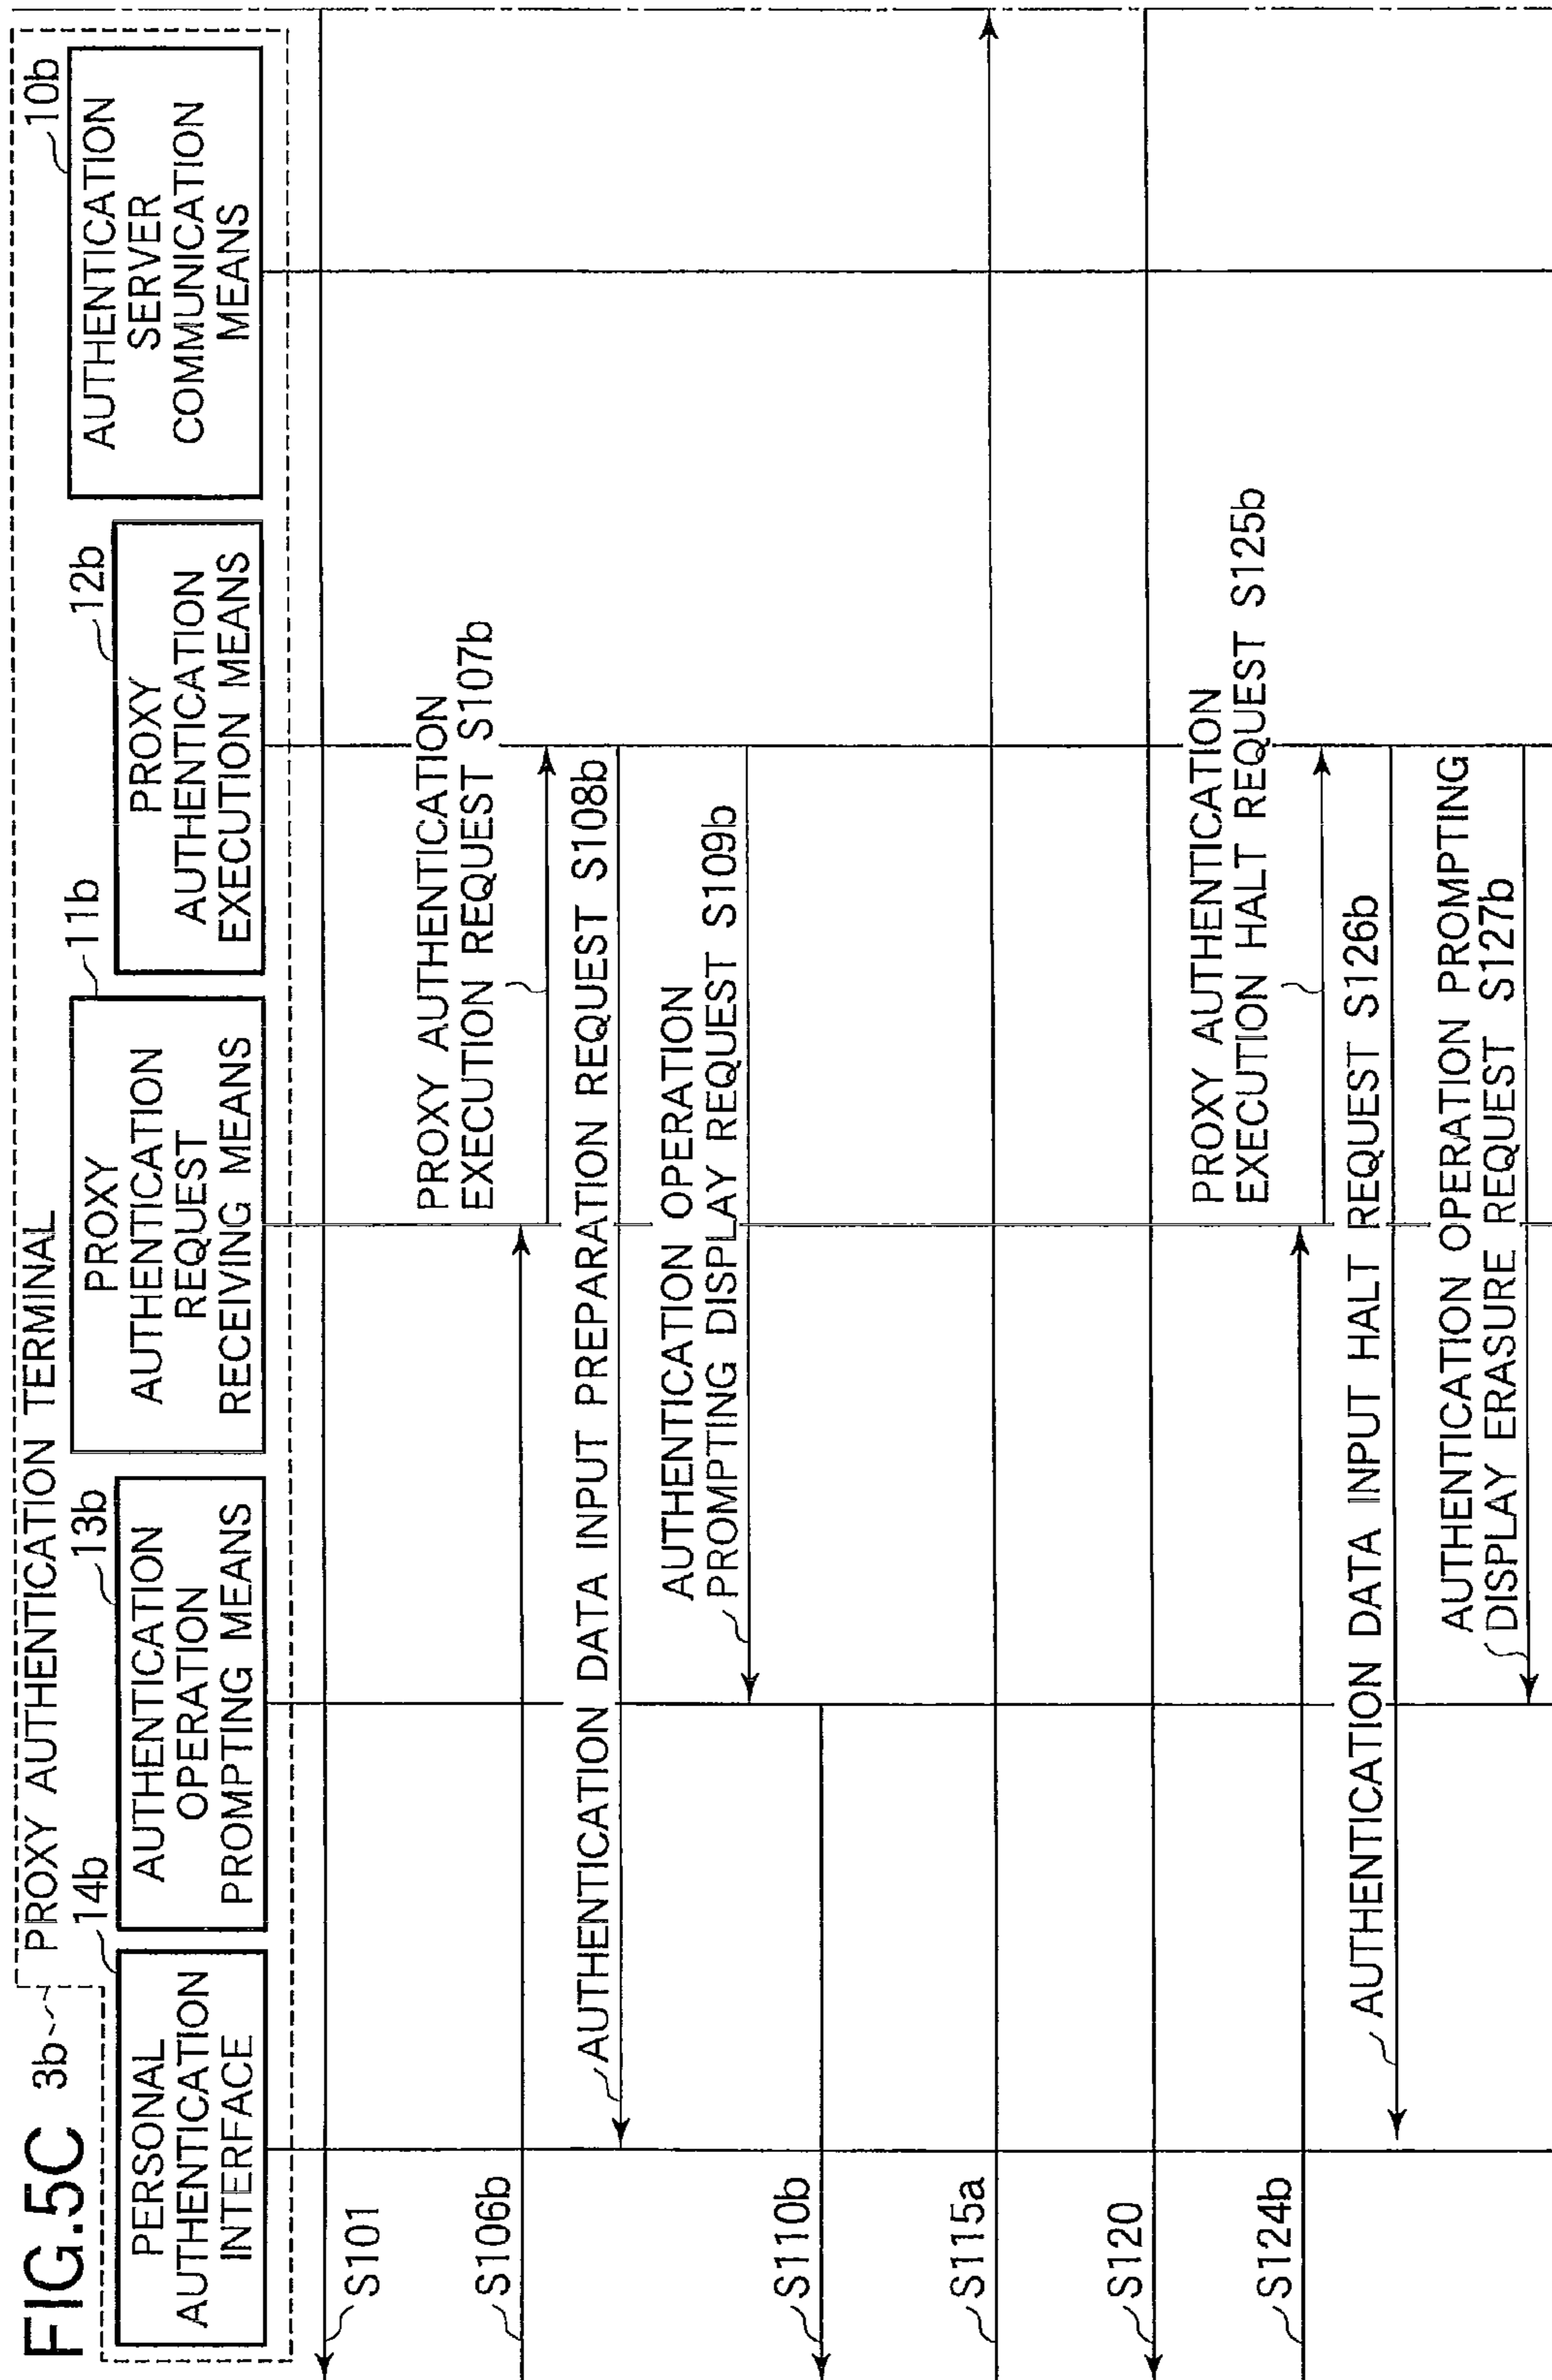 FIG.5C
3b
PROXY AUTHENTICATION TERMINAL
14b
PERSONAL
AUTHENTICATION
INTERFACE
13b
AUTHENTICATION
OPERATION
PROMPTING MEANS
11b
PROXY
AUTHENTICATION
REQUEST
RECEIVING MEANS
12b
PROXY
AUTHENTICATION
EXECUTION MEANS
10b
AUTHENTICATION
SERVER
COMMUNICATION
MEANS
S101
S106b
PROXY AUTHENTICATION
EXECUTION REQUEST S107b
AUTHENTICATION DATA INPUT PREPARATION REQUEST S108b
AUTHENTICATION OPERATION
PROMPTING DISPLAY REQUEST S109b
S110b
S115a
S120
S124b
PROXY AUTHENTICATION
EXECUTION HALT REQUEST S125b
AUTHENTICATION DATA INPUT HALT REQUEST S126b
AUTHENTICATION OPERATION PROMPTING
DISPLAY ERASURE REQUEST S127b